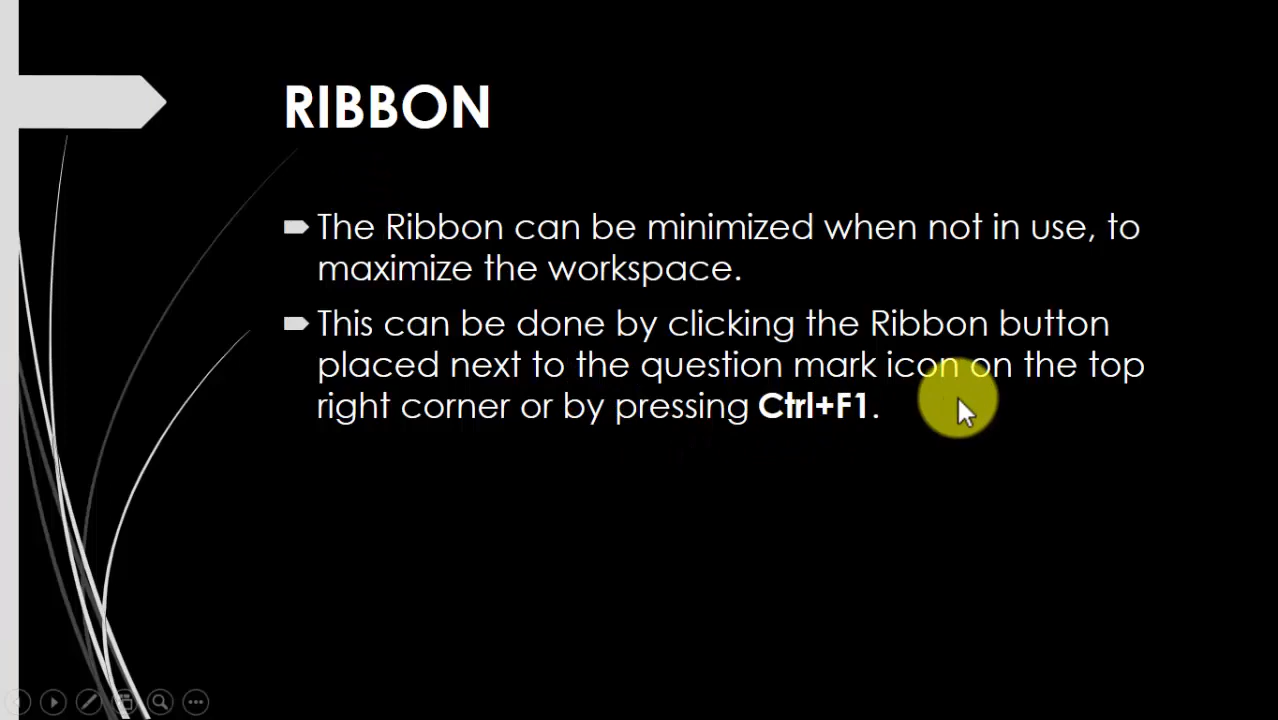 RIBBON
The Ribbon can be minimized when not in use, to
maximize the workspace.
This can be done by clicking the Ribbon button
placed next to the question mark icon on the top
right corner or by pressing Ctrl+F1.